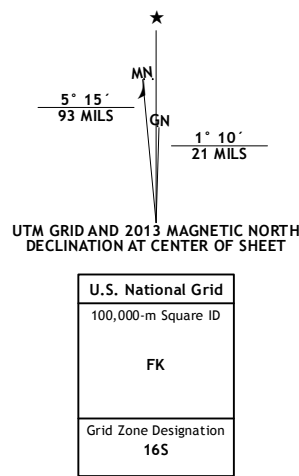 ★
MN.
5° 15´
93 MILS
GN
1° 10´
21 MILS
UTM GRID AND 2013 MAGNETIC NORTH
DECLINATION AT CENTER OF SHEET
U.S. National Grid
100,000-m Square ID
FK
Grid Zone Designation
16S